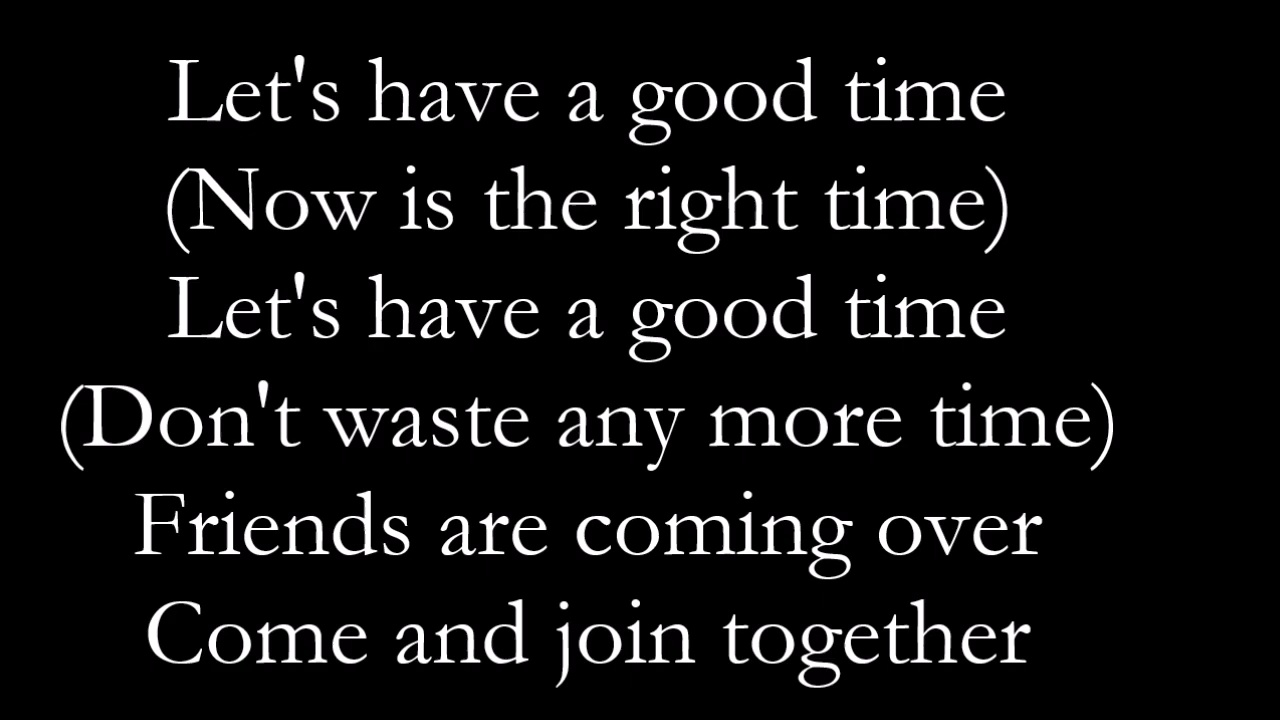 Let's have a good time
(Now is the right time)
Let's have a good time
(Don't waste any more time)
Friends are coming over
Come and join together